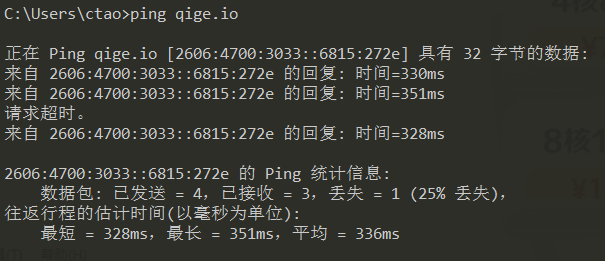 C:\Users\ctao>ping qige.io
正在 Ping qige.io [2606:4700:3033::6815:272e] 具有 32 字节的数据:
来自 2606:4700:3033::6815:272e 的回复: 时间=330ms
来自 2606:4700:3033::6815:272e 的回复: 时间=351ms
请求超时。
来自 2606:4700:3033::6815:272e 的回复: 时间=328ms
2606:4700:3033::6815:272e 的 Ping 统计信息:
数据包: 已发送 = 4，已接收 = 3，丢失 = 1 (25% 丢失)，
往返行程的估计时间(以毫秒为单位):
最短 = 328ms，最长 = 351ms，平均 = 336ms